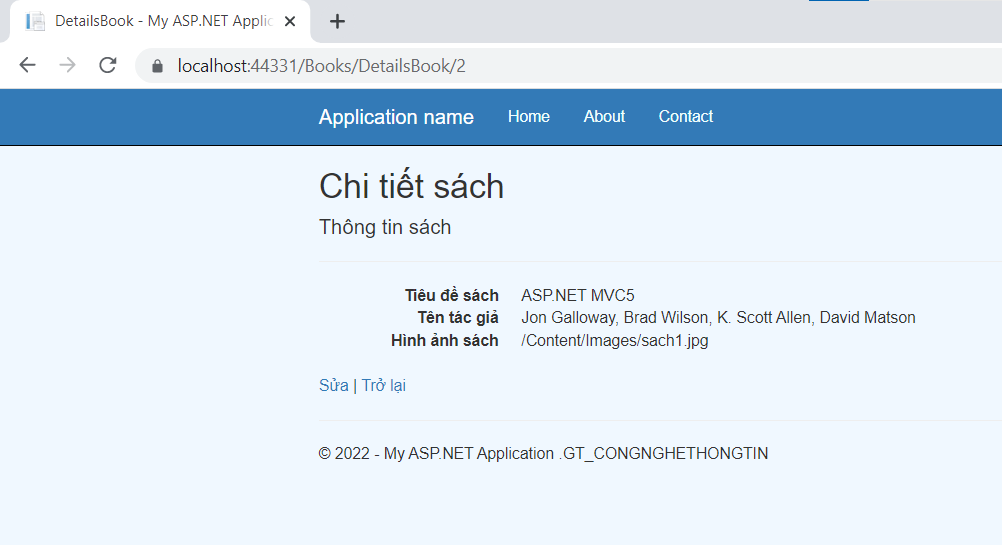 DetailsBook - My ASP.NET Applic
localhost:44331/Books/DetailsBook/2
Application name Home About Contact
Chi tiết sách
Thông tin sách
Tiêu đề sách ASP.NET MVC5
Tên tác giả Jon Galloway, Brad Wilson, K. Scott Allen, David Matson
Hình ảnh sách /Content/Images/sach1.jpg
Sửa | Trở lại
© 2022 - My ASP.NET Application .GT_CONGNGHETHONGTIN